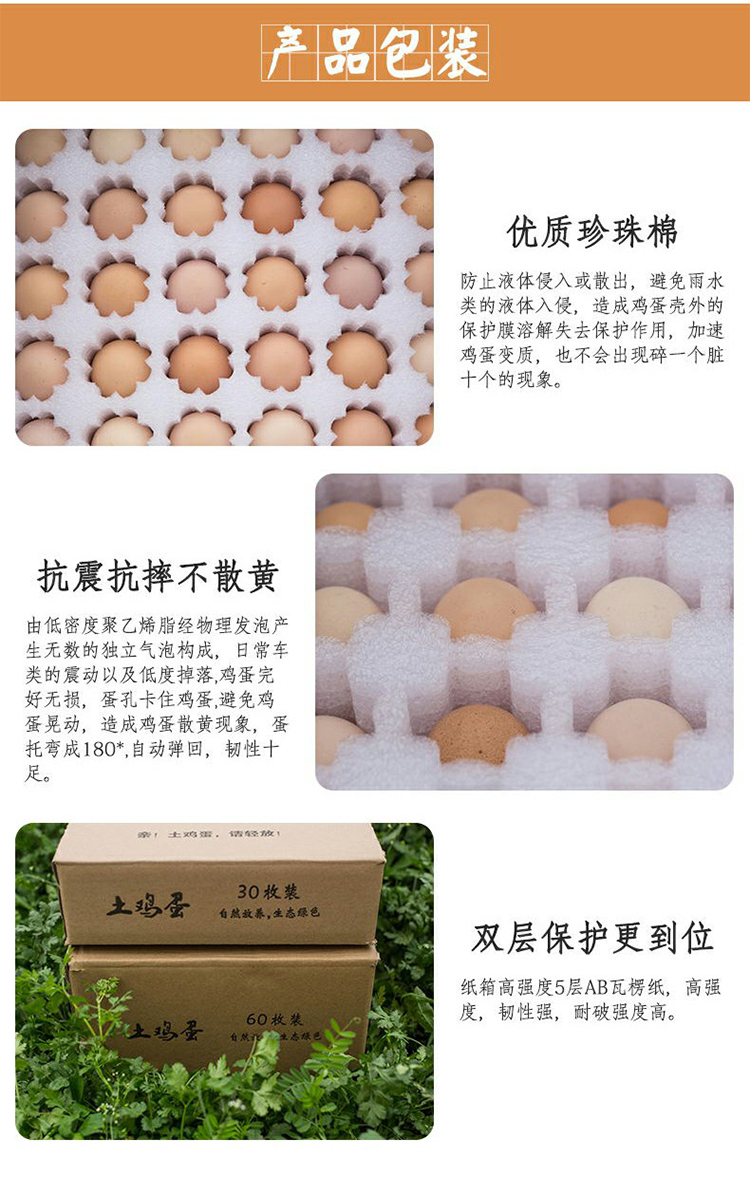 产品包装
优质珍珠棉
防止液体侵入或散出，避免雨水
类的液体入侵，造成鸡蛋壳外的
保护膜溶解失去保护作用，加速
鸡蛋变质，也不会出现碎一个脏
十个的现象。
抗震抗摔不散黄
由低密度聚乙烯脂经物理发泡产
生无数的独立气泡构成，日常车
类的震动以及低度掉落,鸡蛋完
好无损，蛋孔卡住鸡蛋,避免鸡
蛋晃动，造成鸡蛋散黄现象，蛋
托弯成180*,自动弹回，韧性十
足。
亲！土鸡蛋，请轻放！
土鸡蛋
30枚装
自然放养,生态绿色
土鸡蛋
60枚装
自然 生态绿色
双层保护更到位
纸箱高强度5层AB瓦楞纸，高强
度，韧性强，耐破强度高。